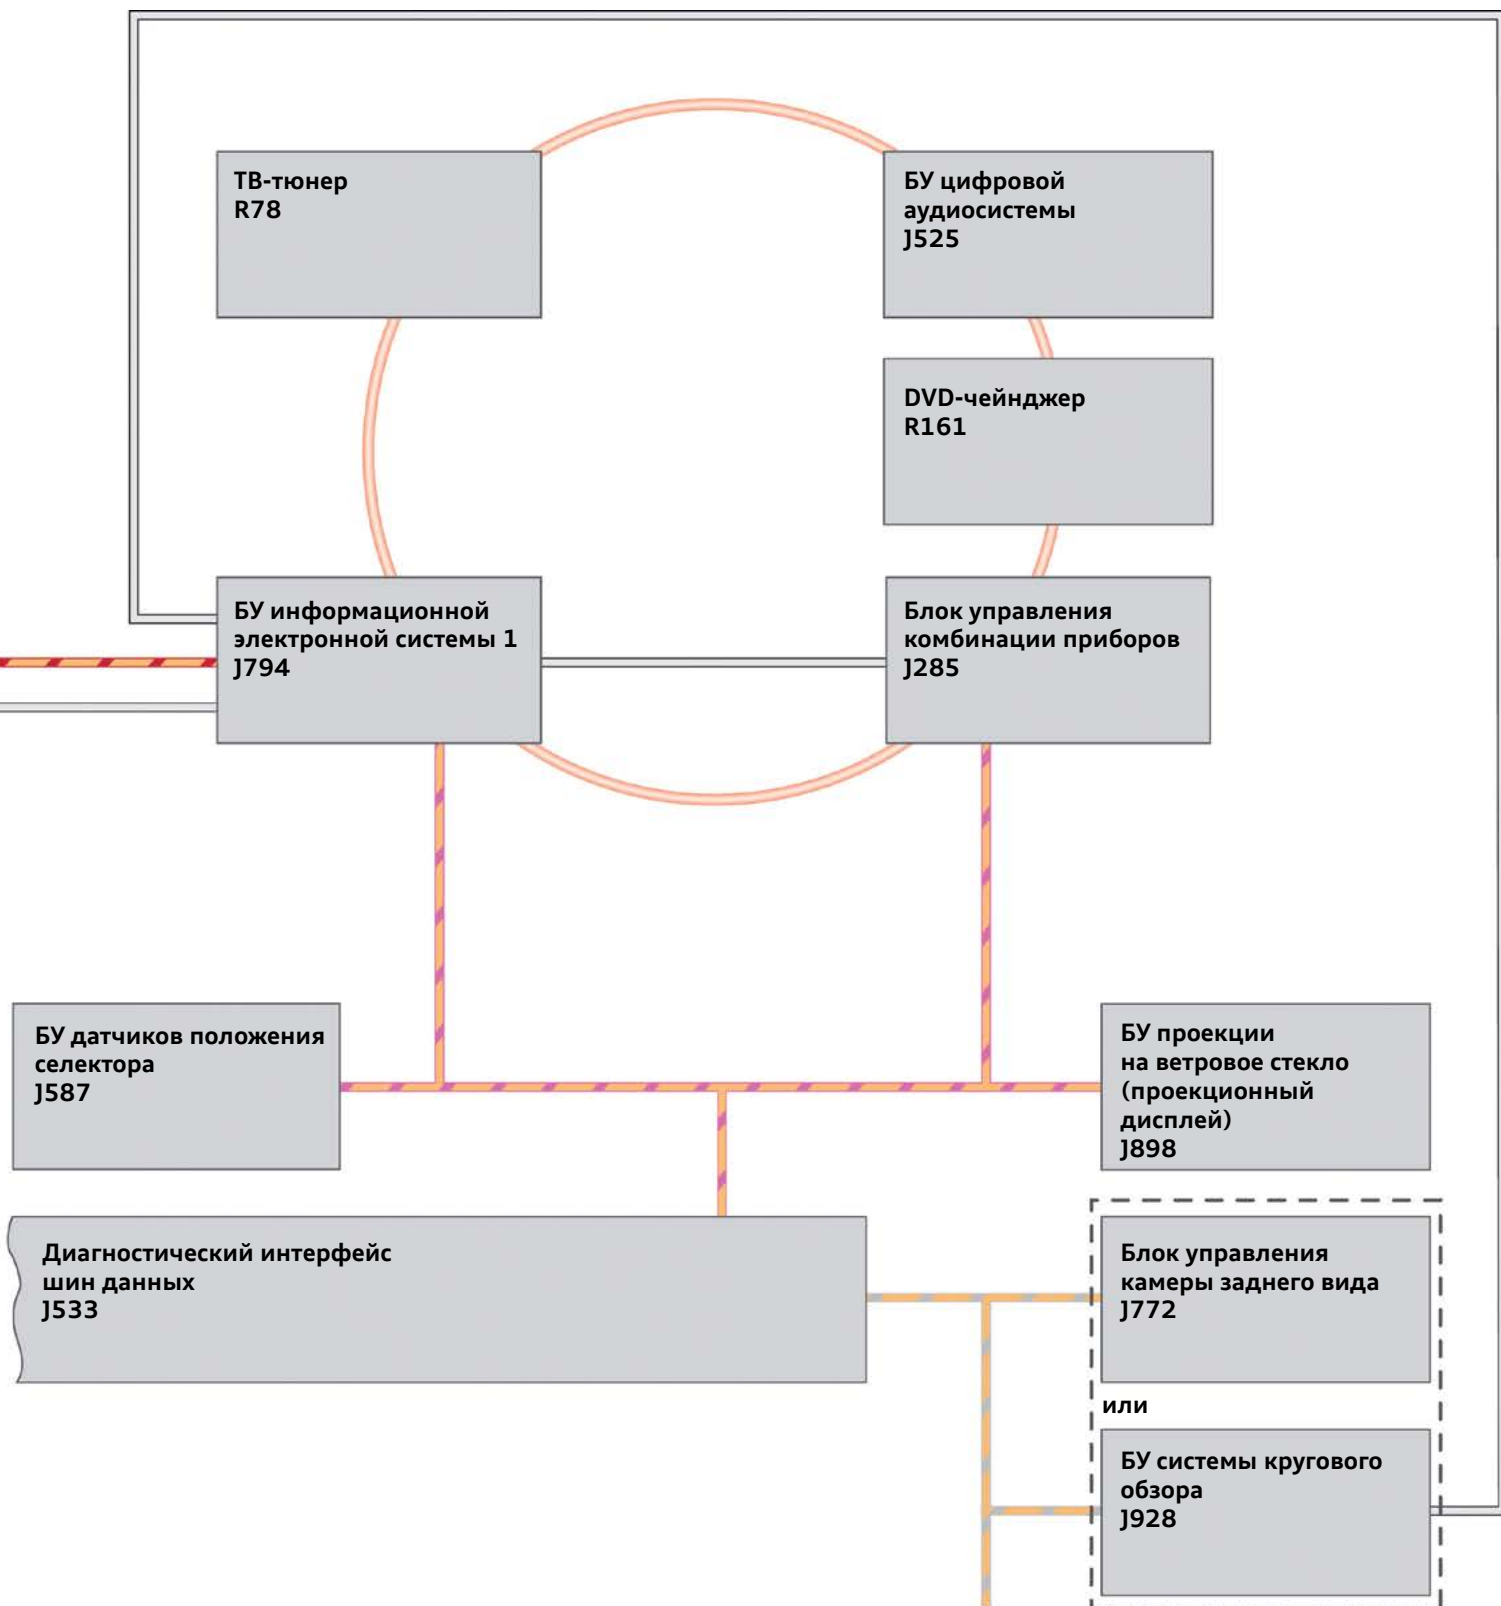 ТВ-тюнер
R78
БУ цифровой
аудиосистемы
J525
DVD-чейнджер
R161
БУ информационной
электронной системы 1
J794
Блок управления
комбинации приборов
J285
БУ датчиков положения
селектора
J587
БУ проекции
на ветровое стекло
(проекционный
дисплей)
J898
Диагностический интерфейс
шин данных
J533
Блок управления
камеры заднего вида
J772
или
БУ системы кругового
обзора
J928